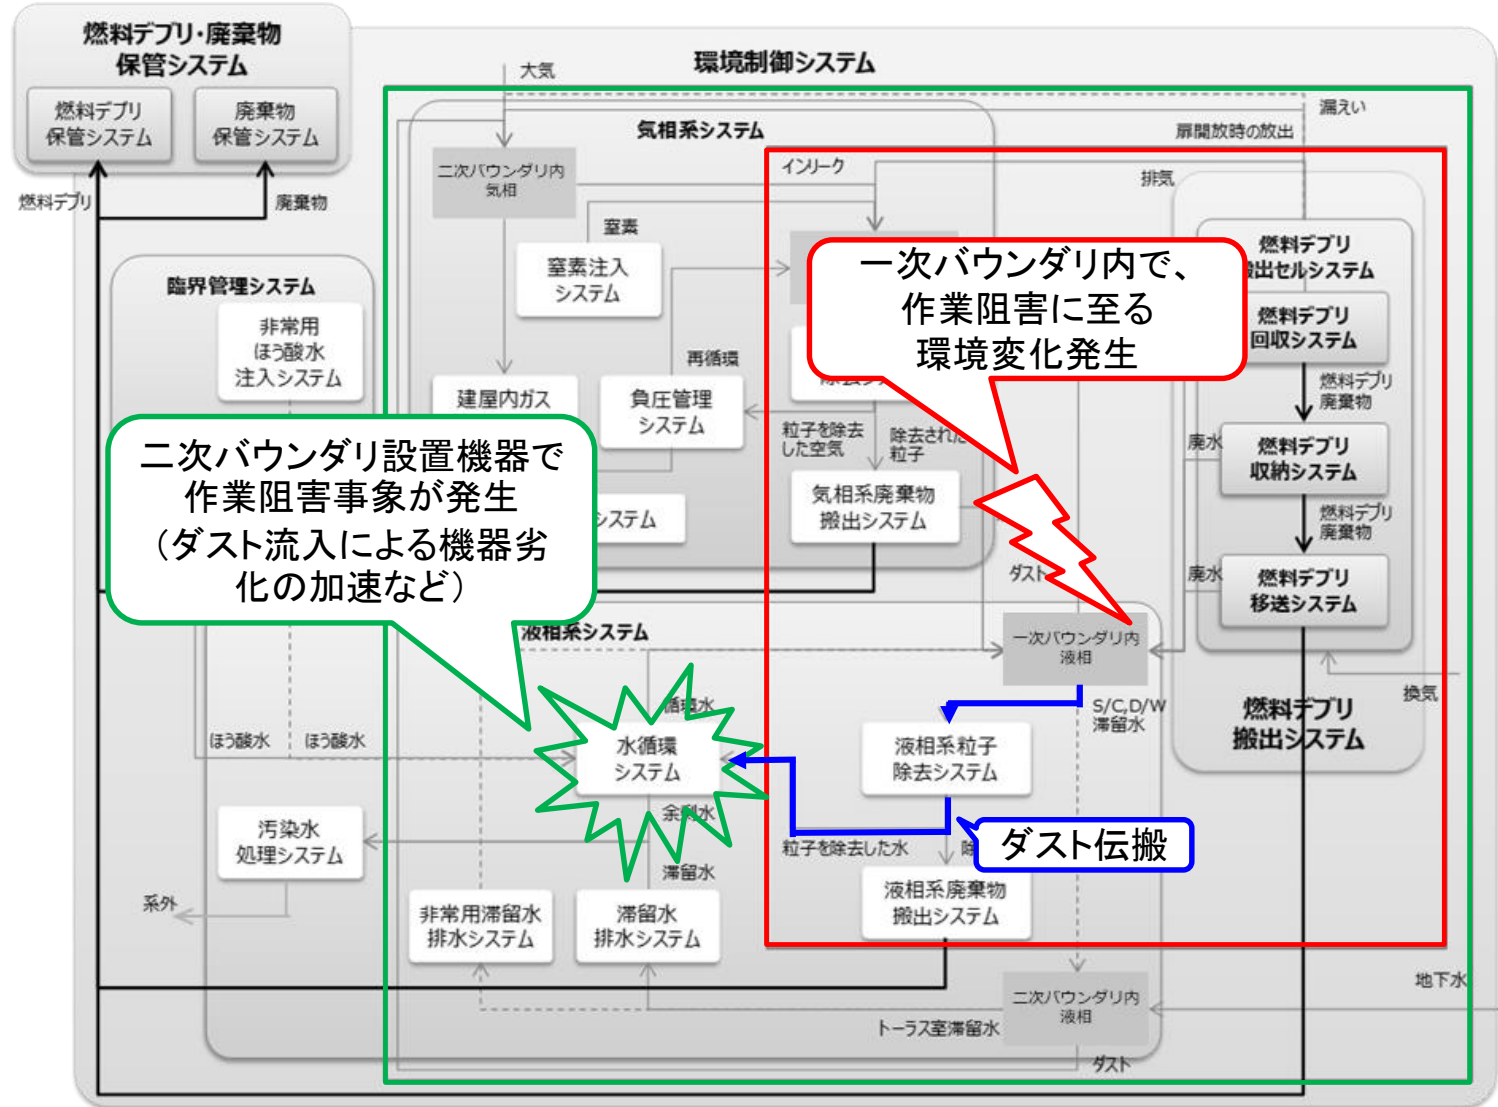 燃料デブリ・廃棄物
保管システム
燃料デブリ
保管システム
廃棄物
保管システム
燃料デブリ
廃棄物
環境制御システム
大気
漏えい
扉開放時の放出
気相系システム
二次バウンダリ内
気相
インリーク
排気
窒素
窒素注入
システム
再循環
建屋内ガス
負圧管理
システム
粒子を除去
した空気
除去された
粒子
気相系廃棄物
搬出システム
システム
ダスト
一次バウンダリ内で、
作業阻害に至る
環境変化発生
燃料デブリ
搬出セルシステム
燃料デブリ
回収システム
燃料デブリ
廃棄物
廃水
燃料デブリ
収納システム
燃料デブリ
廃棄物
廃水
燃料デブリ
移送システム
換気
燃料デブリ
搬出システム
臨界管理システム
非常用
ほう酸水
注入システム
二次バウンダリ設置機器で
作業阻害事象が発生
（ダスト流入による機器劣
化の加速など）
液相系システム
一次バウンダリ内
液相
S/C,D/W
滞留水
循環水
ほう酸水
ほう酸水
水循環
システム
液相系粒子
除去システム
余剰水
汚染水
処理システム
粒子を除去した水
除
ダスト伝搬
滞留水
系外
非常用滞留水
排水システム
滞留水
排水システム
液相系廃棄物
搬出システム
地下水
二次バウンダリ内
液相
トーラス室滞留水
ダスト